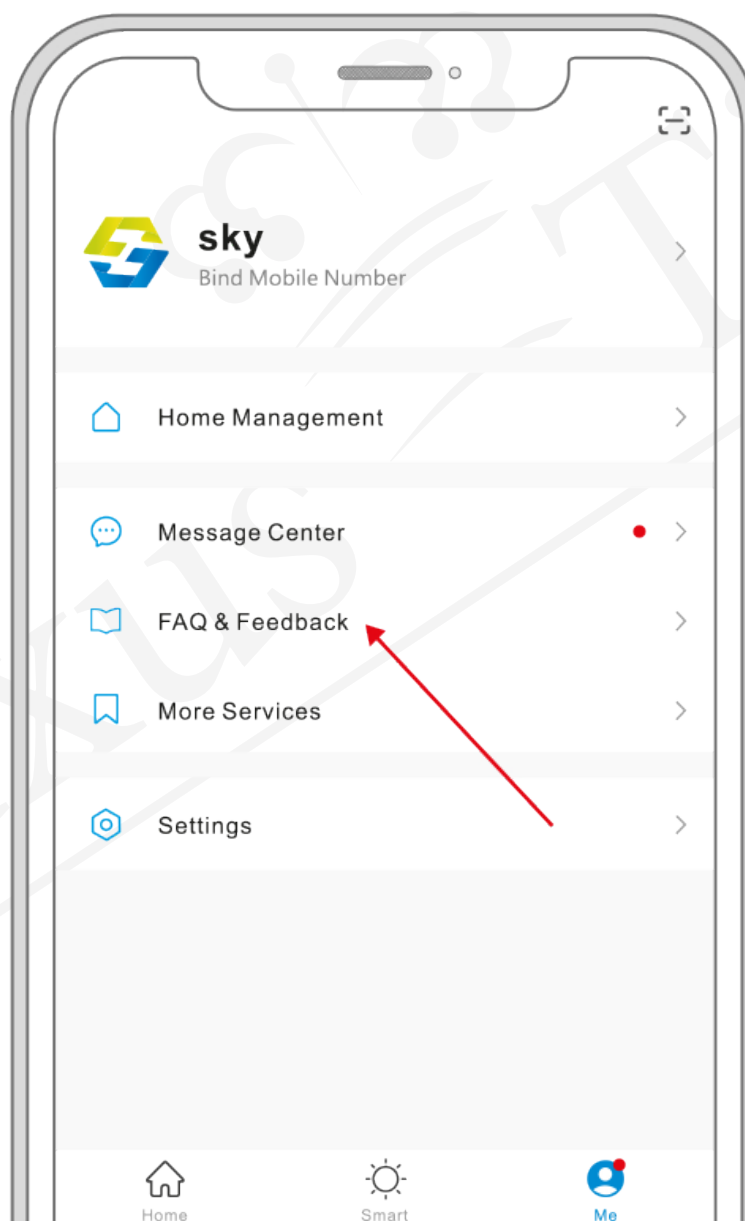 sky
Bind Mobile Number
Home Management
Message Center
FAQ & Feedback
More Services
Settings
Home
Smart
Me